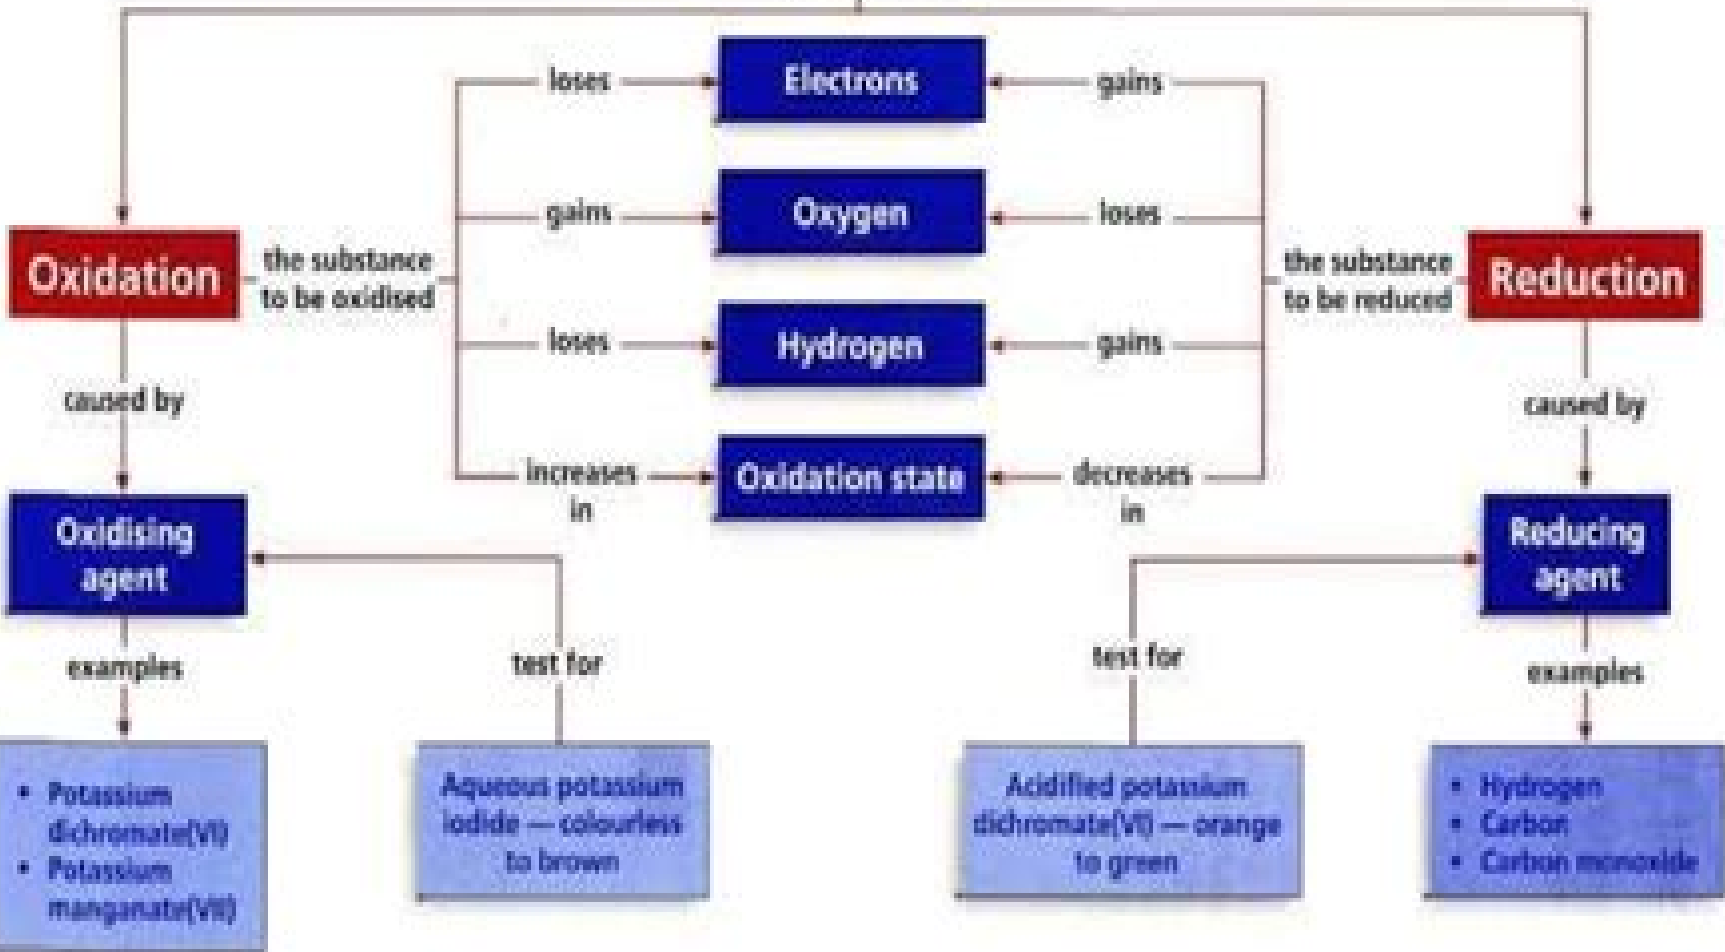 loses
Electrons
gains
gains
Oxygen
loses
Oxidation
the substance
to be oxidised
the substance
to be reduced
Reduction
loses
Hydrogen
gains
caused by
caused by
increases
in
Oxidation state
decreases
in
Oxidising
agent
Reducing
agent
examples
test for
test for
examples
• Potassium
dichromate(VI)
• Potassium
manganate(VII)
Aqueous potassium
iodide — colourless
to brown
Acidified potassium
dichromate(VI) — orange
to green
• Hydrogen
• Carbon
• Carbon monoxide